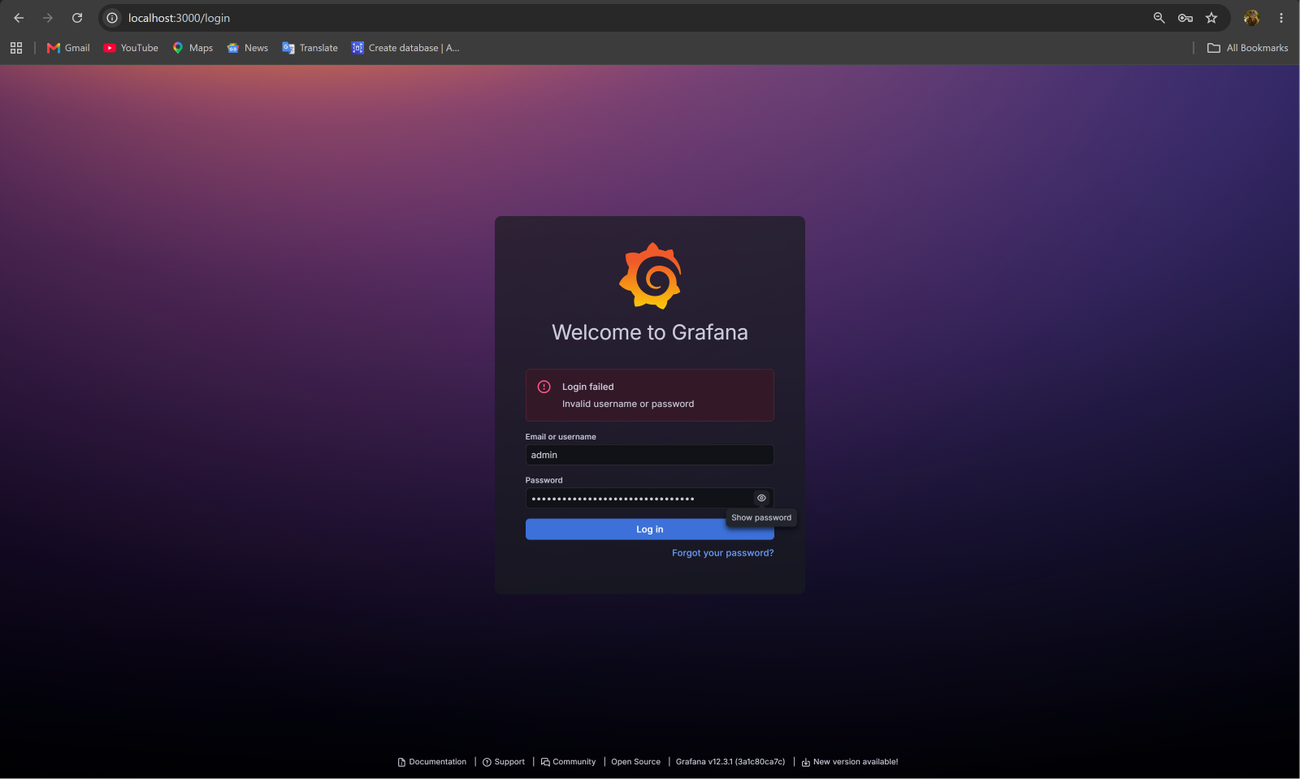 localhost:3000/login
Gmail YouTube Maps News Translate Create database | A... All Bookmarks
Welcome to Grafana
Login failed
Invalid username or password
Email or username
admin
Password
••••••••••••••••••••••••••••••••
Show password
Log in
Forgot your password?
Documentation | Support | Community | Open Source | Grafana v12.3.1 (3a1c80ca7c) | New version available!